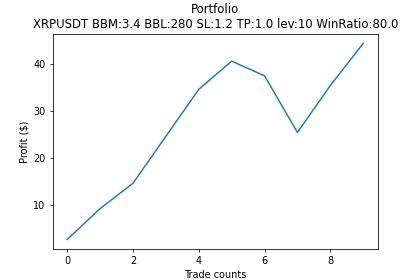 Portfolio
XRPUSDT BBM:3.4 BBL:280 SL:1.2 TP:1.0 lev:10 WinRatio:80.0
40
30
20
10
Profit ($)
0 2 4 6 8
Trade counts